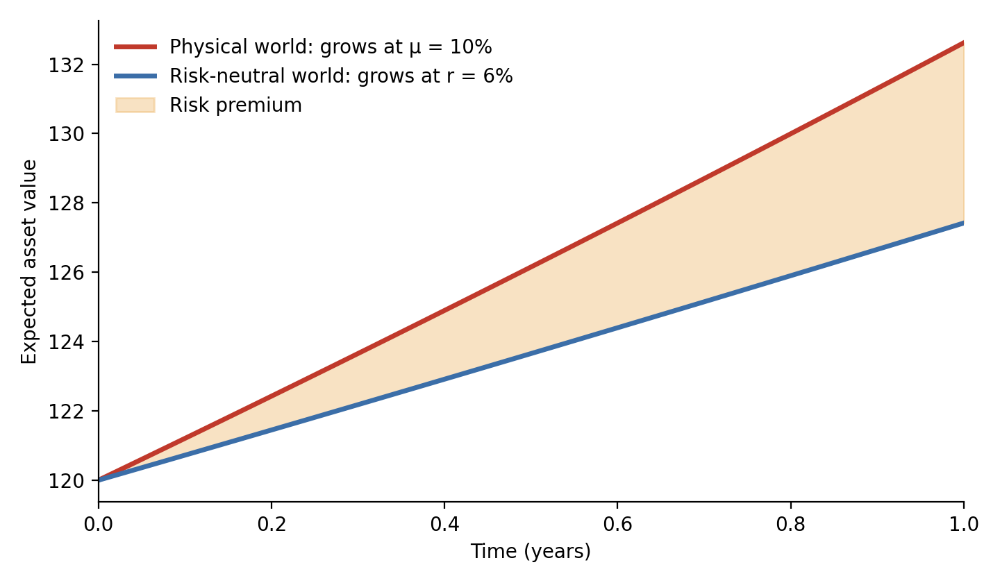 Physical world: grows at μ = 10%
Risk-neutral world: grows at r = 6%
Risk premium
Expected asset value
132
130
128
126
124
122
120
0.0 0.2 0.4 0.6 0.8 1.0
Time (years)